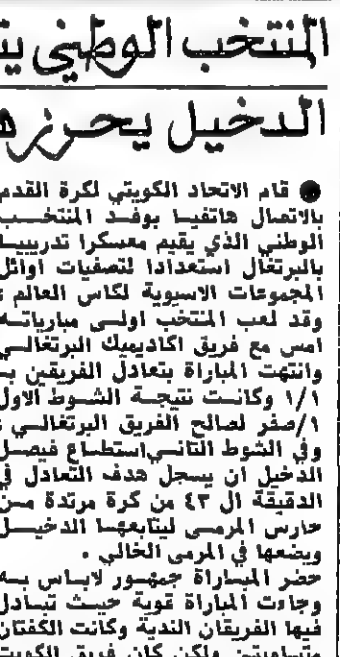 المنتخب الوطني
الدخيل يحرز
● قام الاتحاد الكويتي لكرة القدم
بالاتصال هاتفيا بوفد المنتخب
الوطني الذي يقيم معسكرا تدريبيا
بالبرتغال استعدادا لتصفيات اوائل
المجموعات الاسيوية لكاس العالم
وقد لعب المنتخب اولى مبارياته
امس مع فريق اكاديميك البرتغالي
وانتهت المباراة بتعادل الفريقين بـ
١/١ وكانت نتيجة الشوط الاول
١/صفر لصالح الفريق البرتغالي
وفي الشوط الثاني استطاع فيصل
الدخيل ان يسجل هدف التعادل في
الدقيقة ال ٤٣ من كرة مرتدة من
حارس المرمى ليتابعها الدخيل
ويضعها في المرمى الخالي .
حضر المباراة جمهور لاباس به
وجاءت المباراة قوية حيث تبادل
فيها الفريقان الندية وكانت الكفتان
متساويتين ولكن كان فريق الكويت